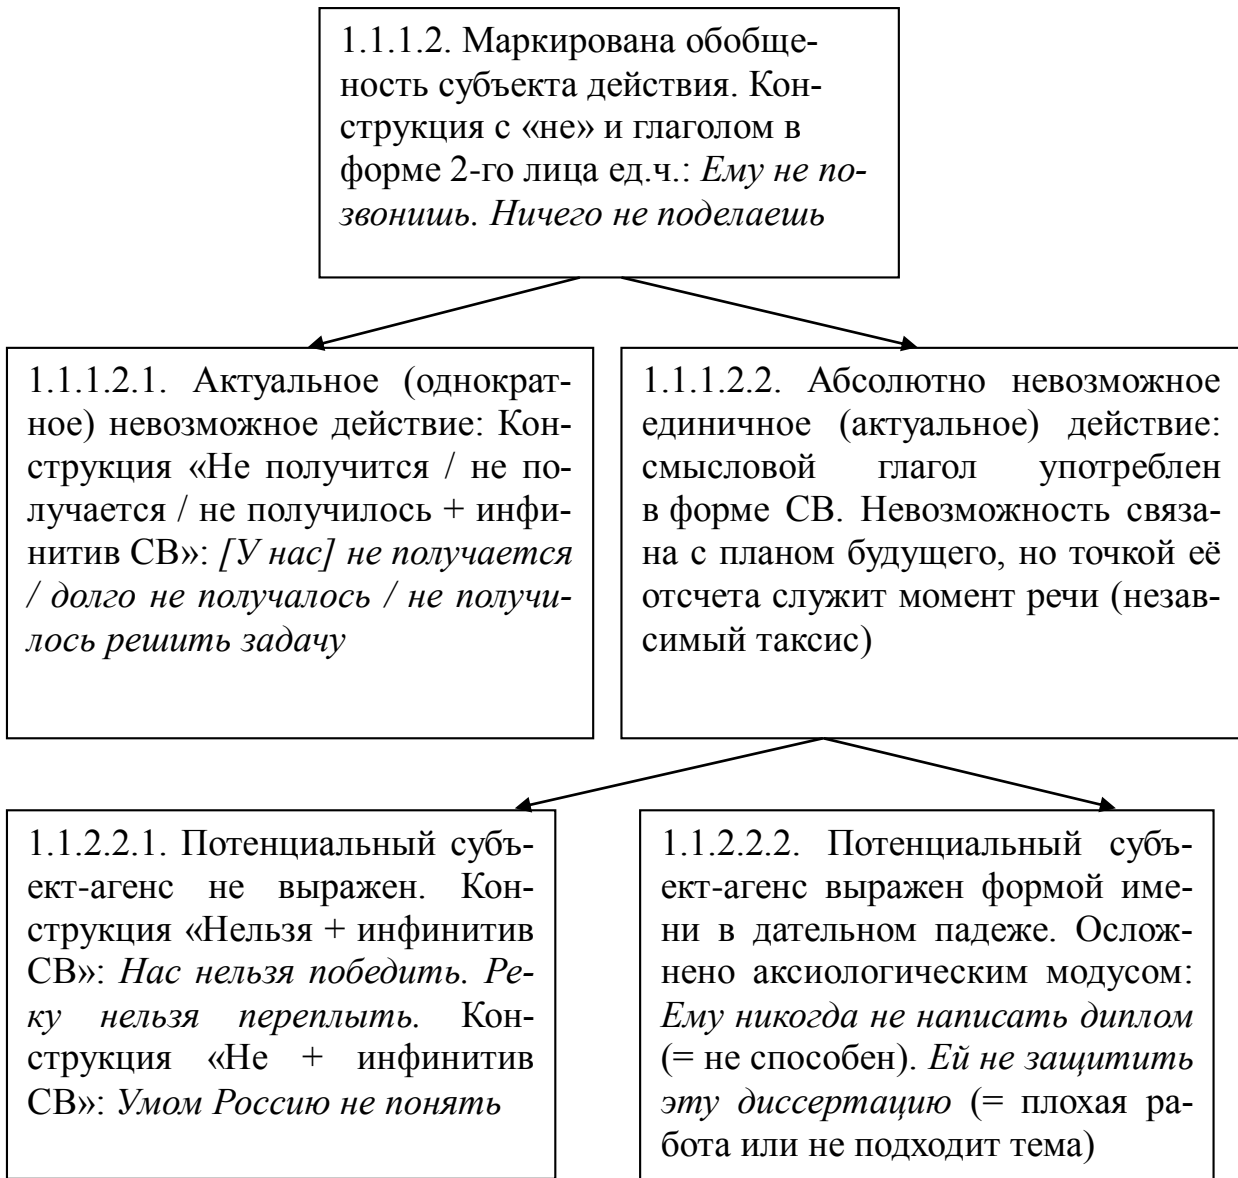 1.1.1.2. Маркирована обобще-
ность субъекта действия. Кон-
струкция с «не» и глаголом в
форме 2-го лица ед.ч.: Ему не по-
звонишь. Ничего не поделаешь
1.1.1.2.1. Актуальное (однократ-
ное) невозможное действие: Кон-
струкция «Не получится / не по-
лучается / не получилось + инфи-
нитив СВ»: [У нас] не получается
/ долго не получалось / не получи-
лось решить задачу
1.1.1.2.2. Абсолютно невозможное
единичное (актуальное) действие:
смысловой глагол употреблен
в форме СВ. Невозможность связа-
на с планом будущего, но точкой её
отсчета служит момент речи (незав-
симый таксис)
1.1.2.2.1. Потенциальный субъ-
ект-агенс не выражен. Кон-
струкция «Нельзя + инфинитив
СВ»: Нас нельзя победить. Ре-
ку нельзя переплыть. Кон-
струкция «Не + инфинитив
СВ»: Умом Россию не понять
1.1.2.2.2. Потенциальный субъ-
ект-агенс выражен формой име-
ни в дательном падеже. Ослож-
нено аксиологическим модусом:
Ему никогда не написать диплом
(= не способен). Ей не защитить
эту диссертацию (= плохая ра-
бота или не подходит тема)